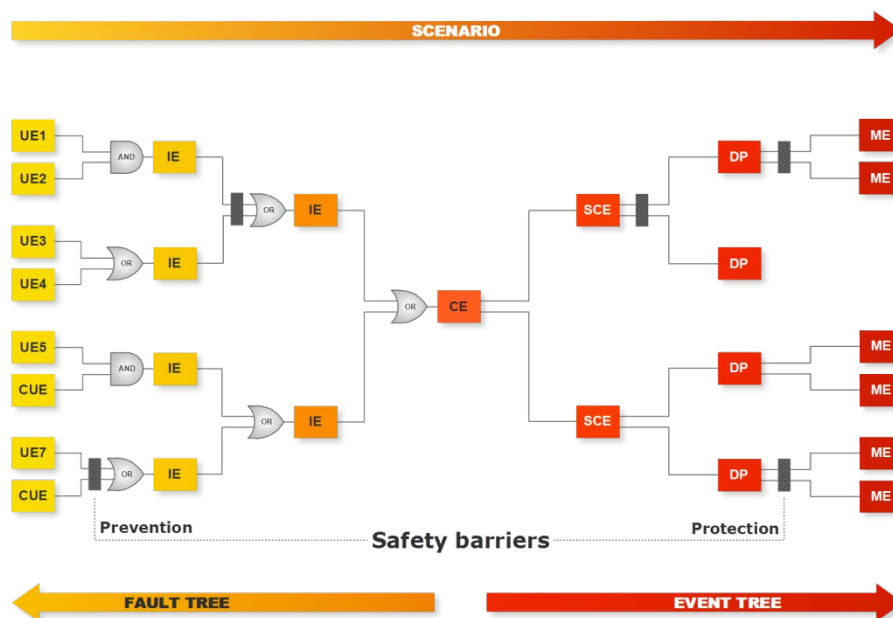 SCENARIO
UE1
UE2
AND
IE
UE3
UE4
OR
IE
OR
IE
UE5
CUE
AND
IE
UE7
CUE
OR
IE
OR
IE
OR
CE
SCE
DP
ME
ME
DP
SCE
DP
ME
ME
DP
ME
ME
Prevention
Safety barriers
Protection
FAULT TREE
EVENT TREE